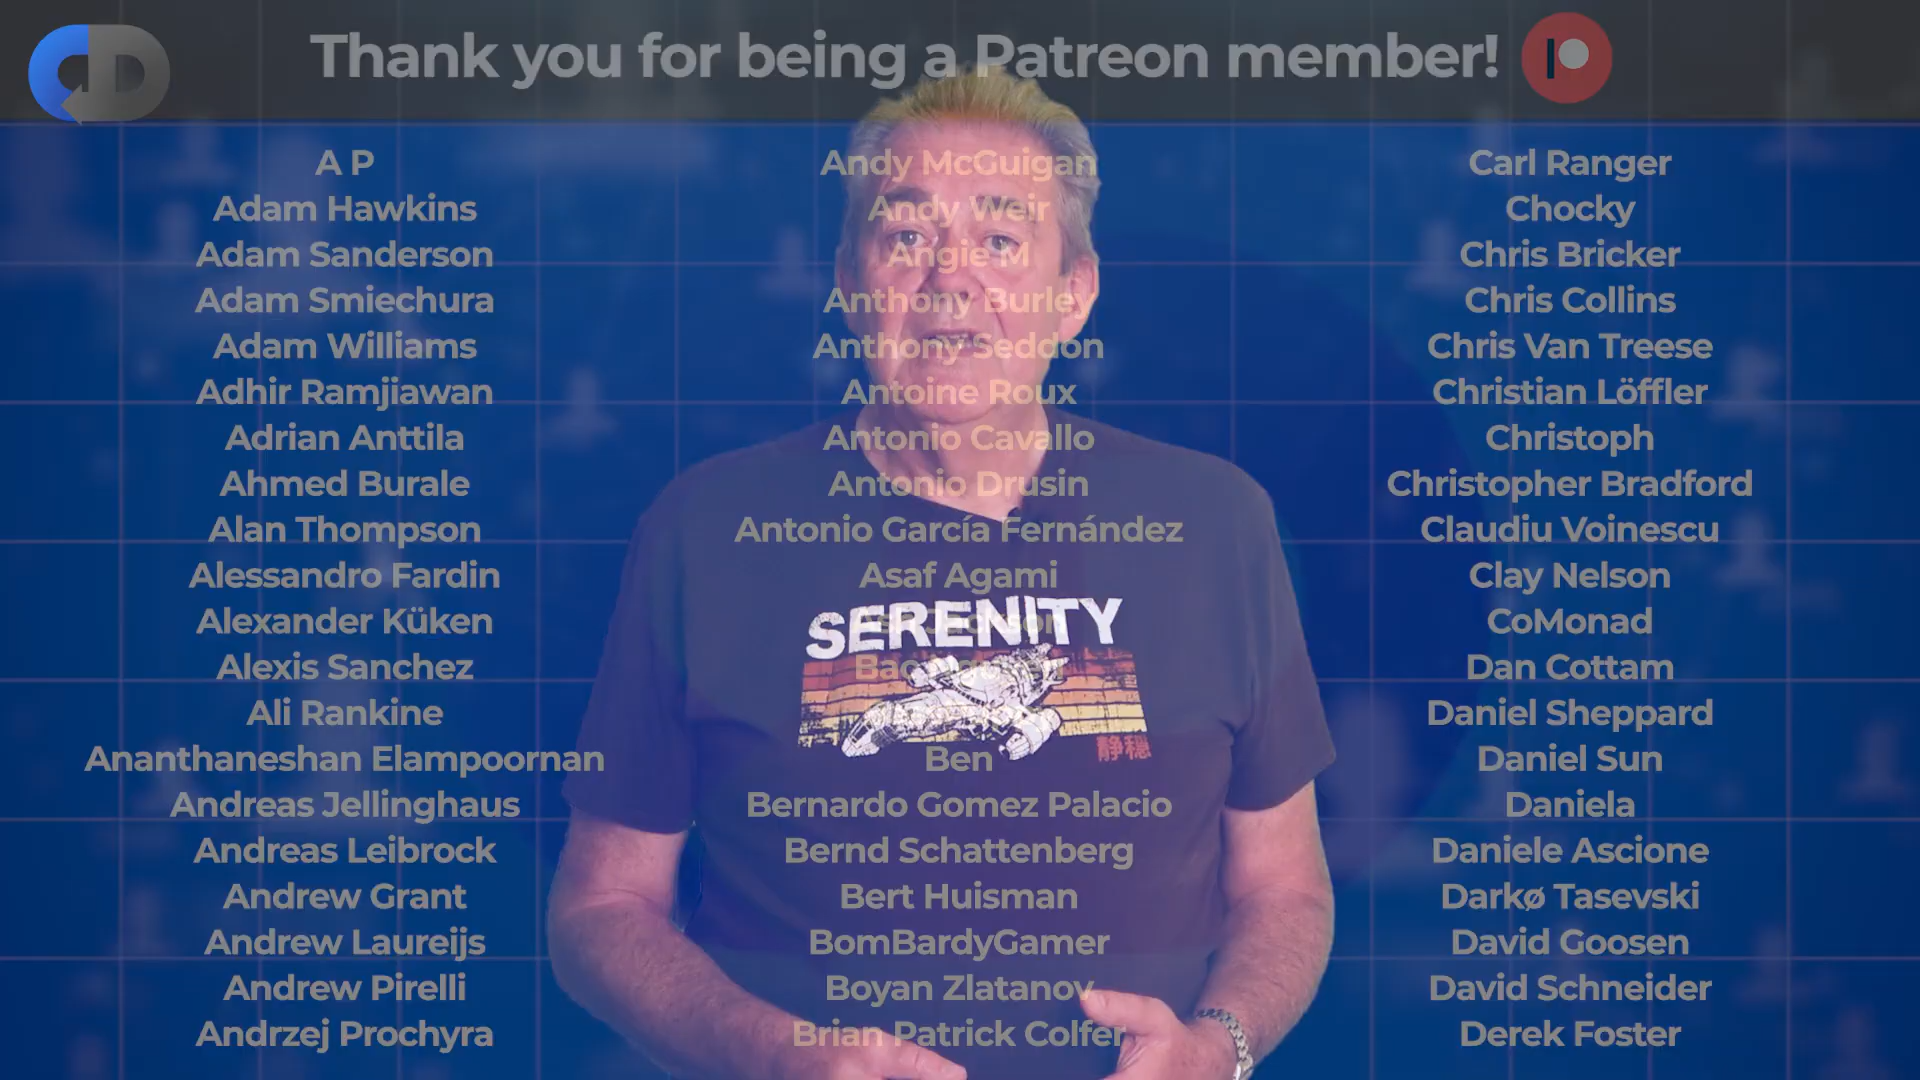 Thank you for being a Patreon member!
A P
Adam Hawkins
Adam Sanderson
Adam Smiechura
Adam Williams
Adhir Ramjiawan
Adrian Anttila
Ahmed Burale
Alan Thompson
Alessandro Fardin
Alexander Küken
Alexis Sanchez
Ali Rankine
Ananthaneshan Elampoornan
Andreas Jellinghaus
Andreas Leibrock
Andrew Grant
Andrew Laureijs
Andrew Pirelli
Andrzej Prochyra
Andy McGuigan
Andy Weir
Angie M
Anthony Burley
Anthony Seddon
Antoine Roux
Antonio Cavallo
Antonio Drusin
Antonio García Fernández
Asaf Agami
SERENITY
静穏
Ben
Bernardo Gomez Palacio
Bernd Schattenberg
Bert Huisman
BomBardyGamer
Boyan Zlatanov
Brian Patrick Colfer
Carl Ranger
Chocky
Chris Bricker
Chris Collins
Chris Van Treese
Christian Löffler
Christoph
Christopher Bradford
Claudiu Voinescu
Clay Nelson
CoMonad
Dan Cottam
Daniel Sheppard
Daniel Sun
Daniela
Daniele Ascione
Darkø Tasevski
David Goosen
David Schneider
Derek Foster